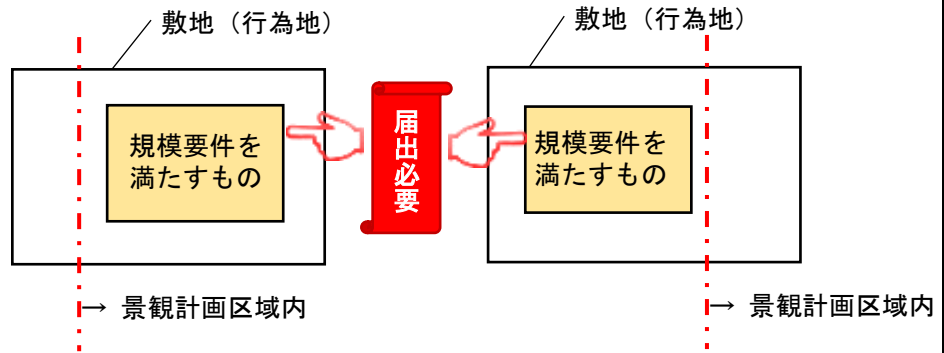 敷地（行為地）
敷地（行為地）
規模要件を
満たすもの
届出必要
規模要件を
満たすもの
→ 景観計画区域内
→ 景観計画区域内